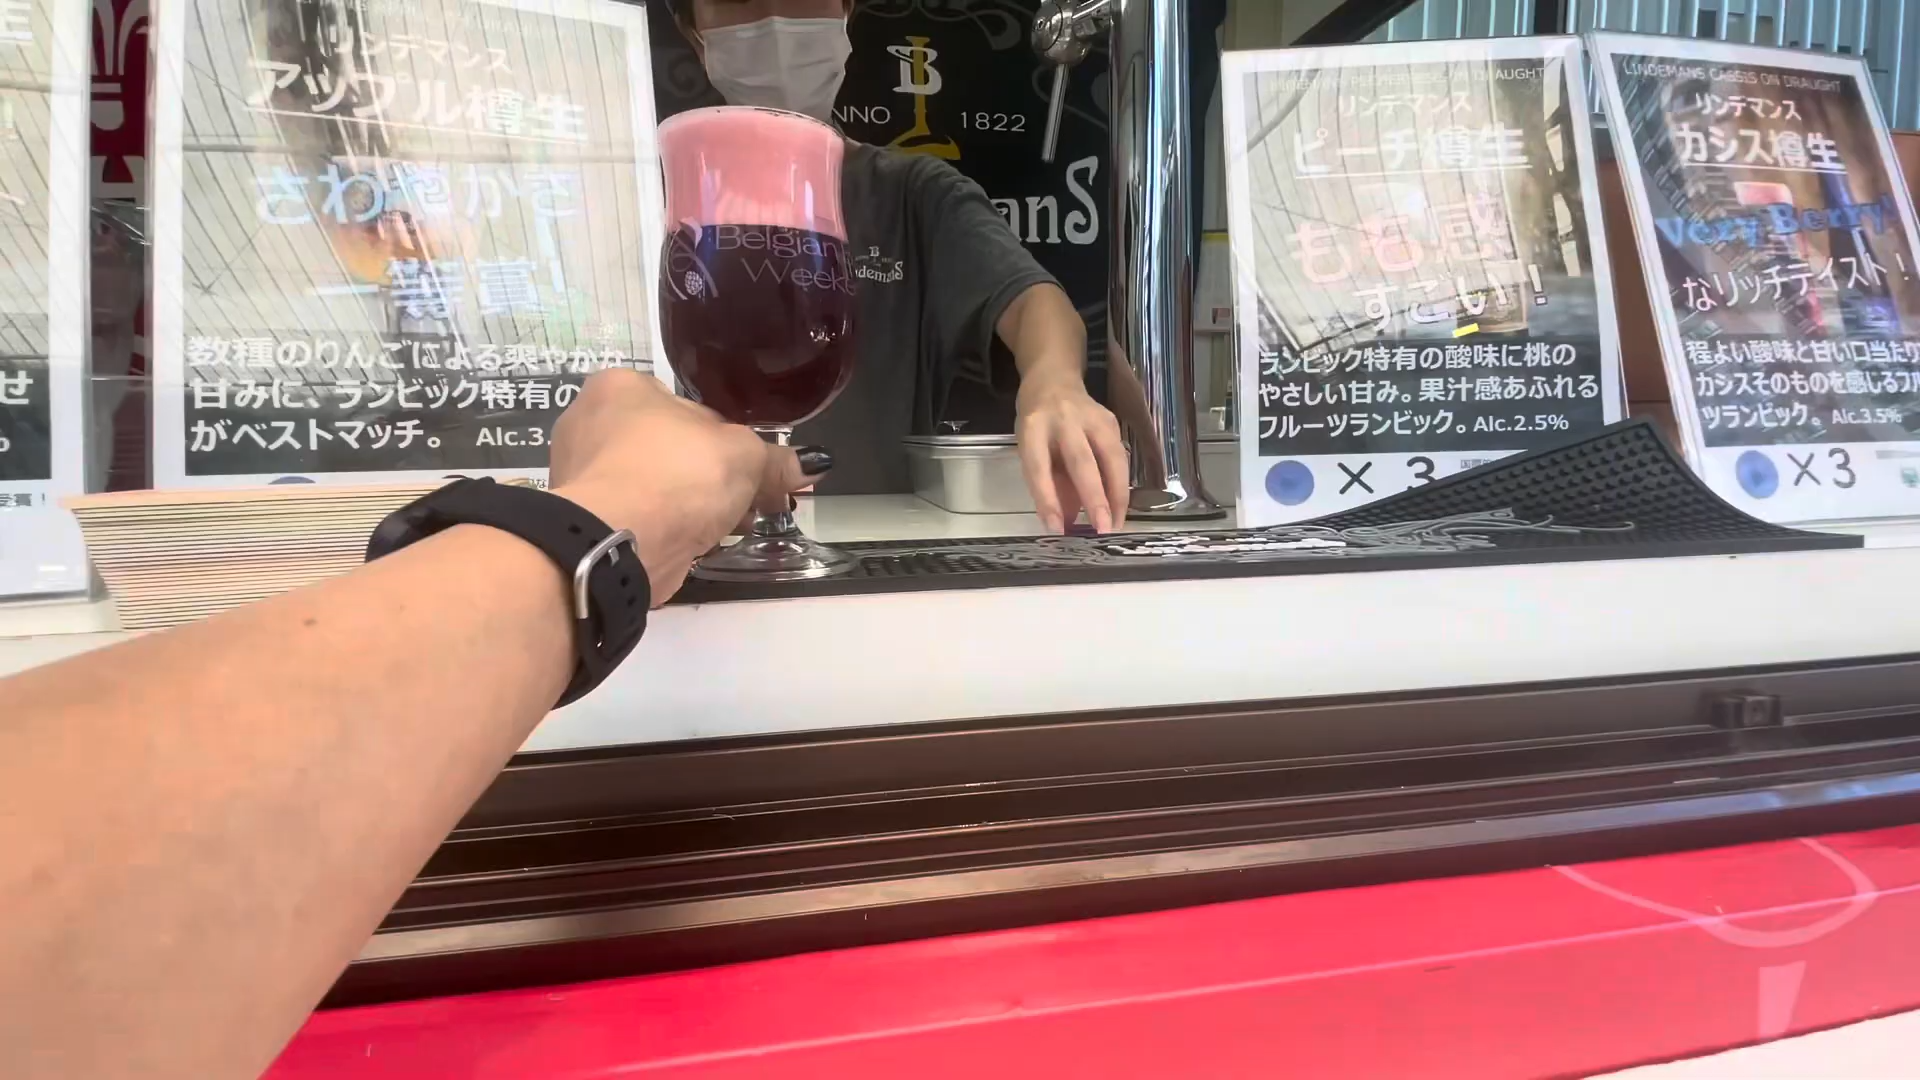 リンデマンス
アップル樽生
さわやかさ
一等賞!
数種のりんごによる爽やかな
甘みに、ランビック特有の
がベストマッチ。 Alc.3.
せ
受賞!
B
NNO 1822
ans
Belgian
Week
B
demans
リンデマンス
ピーチ樽生
もも感
すごい!
ランビック特有の酸味に桃の
やさしい甘み。果汁感あふれる
フルーツランビック。Alc.2.5%
×3
LINDEMANS CASSIS ON DRAUGHT
リンデマンス
カシス樽生
Very Berry!
なリッチテイスト!
程よい酸味と甘い口当たり
カシスそのものを感じるフル
ツランビック。Alc.3.5%
×3